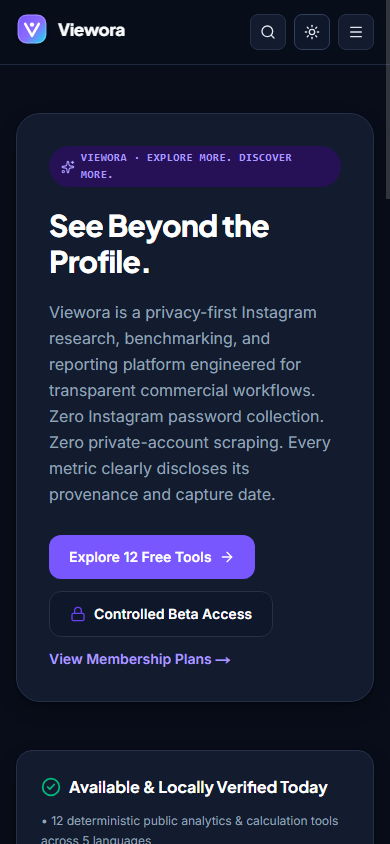 Viewora
VIEWORA · EXPLORE MORE. DISCOVER
MORE.
See Beyond the
Profile.
Viewora is a privacy-first Instagram
research, benchmarking, and
reporting platform engineered for
transparent commercial workflows.
Zero Instagram password collection.
Zero private-account scraping. Every
metric clearly discloses its
provenance and capture date.
Explore 12 Free Tools →
Controlled Beta Access
View Membership Plans →
Available & Locally Verified Today
• 12 deterministic public analytics & calculation tools
across 5 languages